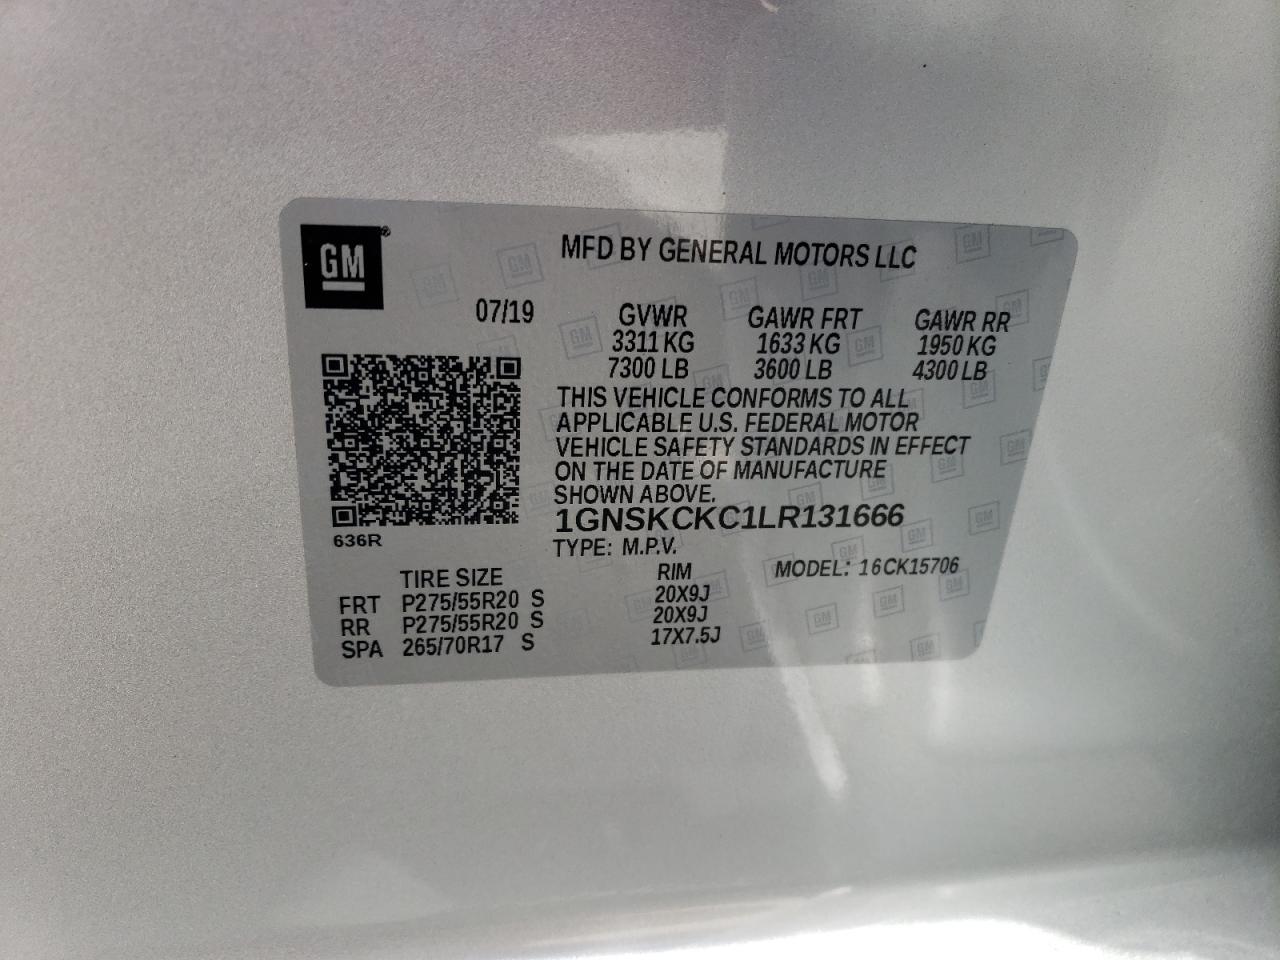 GM®
MFD BY GENERAL MOTORS LLC
07/19
GVWR GAWR FRT GAWR RR
3311 KG 1633 KG 1950 KG
7300 LB 3600 LB 4300 LB
THIS VEHICLE CONFORMS TO ALL
APPLICABLE U.S. FEDERAL MOTOR
VEHICLE SAFETY STANDARDS IN EFFECT
ON THE DATE OF MANUFACTURE
SHOWN ABOVE.
1GNSKCKC1LR131666
636R
TYPE: M.P.V.
MODEL: 16CK15706
TIRE SIZE RIM
FRT P275/55R20 S 20X9J
RR P275/55R20 S 20X9J
SPA 265/70R17 S 17X7.5J